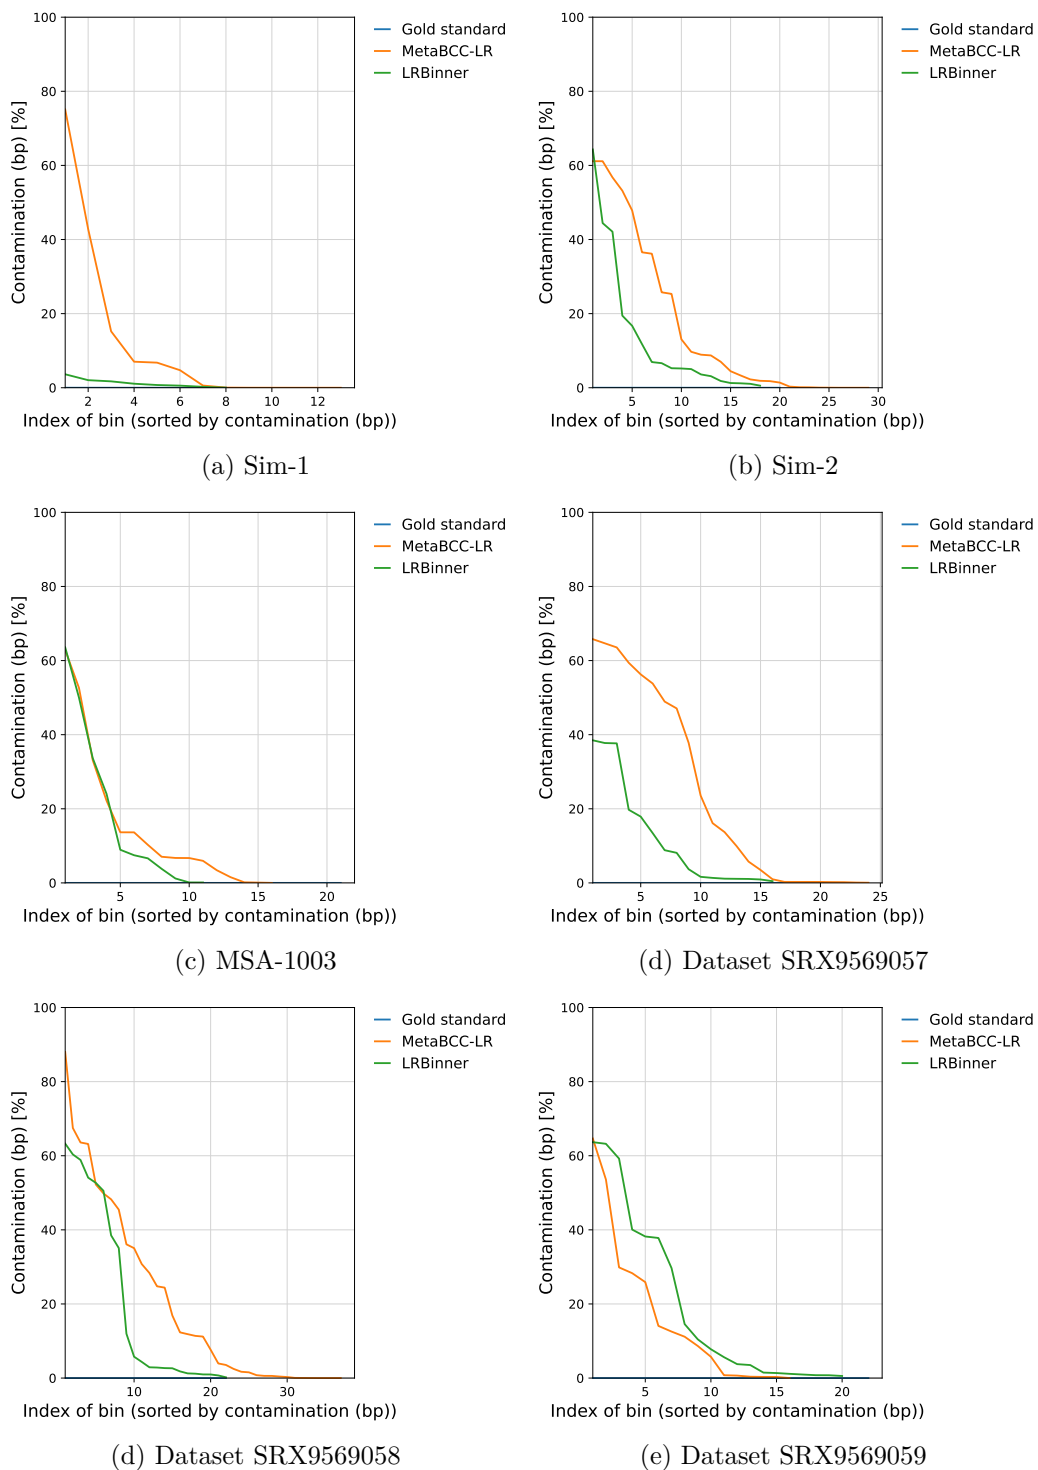 100
80
60
40
20
0
Contamination (bp) [%]
2 4 6 8 10 12
Index of bin (sorted by contamination (bp))
Gold standard
MetaBCC-LR
LRBinner
(a) Sim-1
100
80
60
40
20
0
Contamination (bp) [%]
5 10 15 20 25 30
Index of bin (sorted by contamination (bp))
Gold standard
MetaBCC-LR
LRBinner
(b) Sim-2
100
80
60
40
20
0
Contamination (bp) [%]
5 10 15 20
Index of bin (sorted by contamination (bp))
Gold standard
MetaBCC-LR
LRBinner
(c) MSA-1003
100
80
60
40
20
0
Contamination (bp) [%]
5 10 15 20 25
Index of bin (sorted by contamination (bp))
Gold standard
MetaBCC-LR
LRBinner
(d) Dataset SRX9569057
100
80
60
40
20
0
Contamination (bp) [%]
10 20 30
Index of bin (sorted by contamination (bp))
Gold standard
MetaBCC-LR
LRBinner
(d) Dataset SRX9569058
100
80
60
40
20
0
Contamination (bp) [%]
5 10 15 20
Index of bin (sorted by contamination (bp))
Gold standard
MetaBCC-LR
LRBinner
(e) Dataset SRX9569059